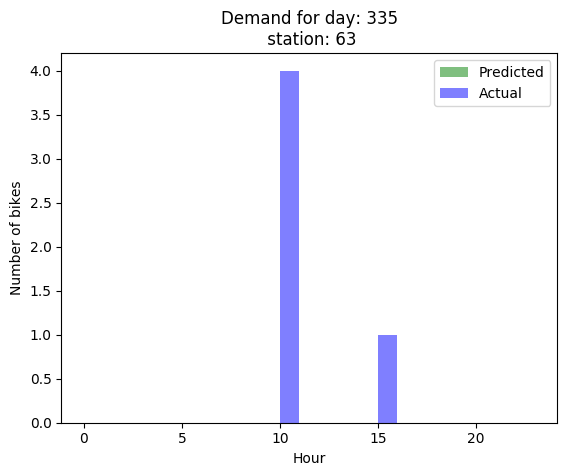 Demand for day: 335
station: 63
Predicted
Actual
4.0
3.5
3.0
2.5
2.0
1.5
1.0
0.5
0.0
Number of bikes
0 5 10 15 20
Hour